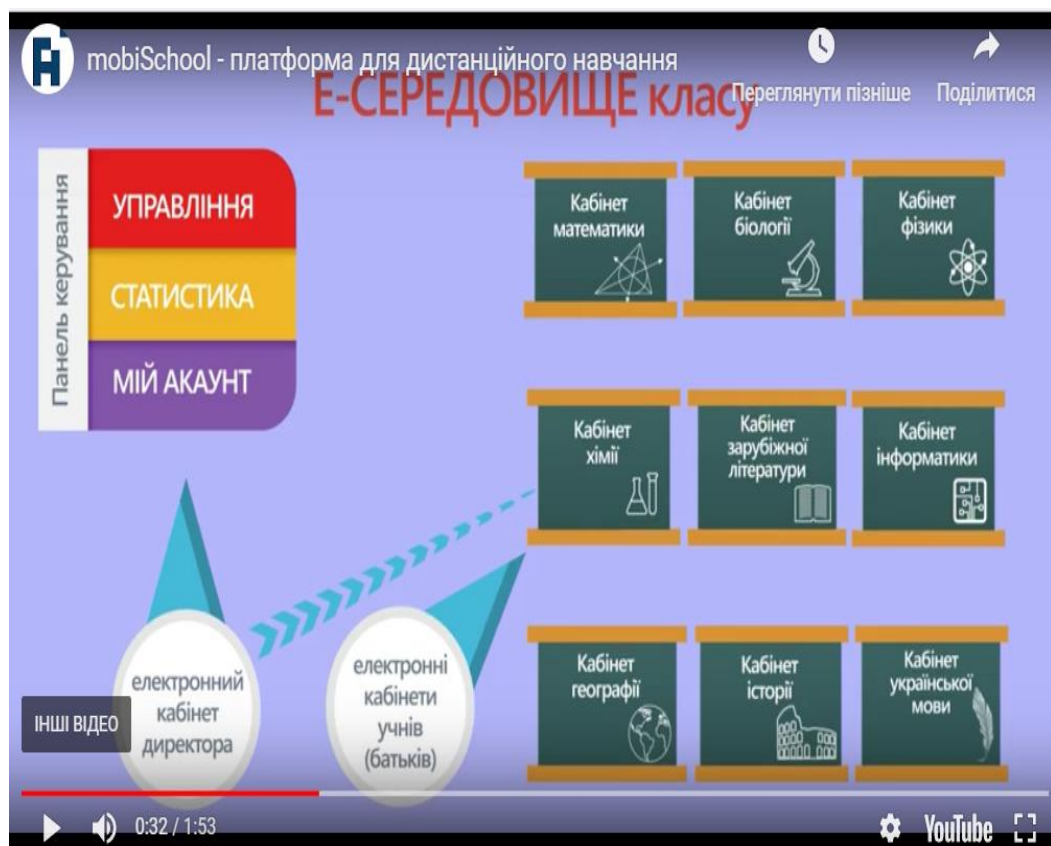 mobiSchool - платформа для дистанційного навчання
Переглянути пізніше
Поділитися
Е-СЕРЕДОВИЩЕ класу
Панель керування
УПРАВЛІННЯ
СТАТИСТИКА
МІЙ АКАУНТ
Кабінет
математики
Кабінет
біології
Кабінет
фізики
Кабінет
хімії
Кабінет
зарубіжної
літератури
Кабінет
інформатики
Кабінет
географії
Кабінет
історії
Кабінет
української
мови
електронний
кабінет
директора
електронні
кабінети
учнів
(батьків)
ІНШІ ВІДЕО
0:32 / 1:53
YouTube